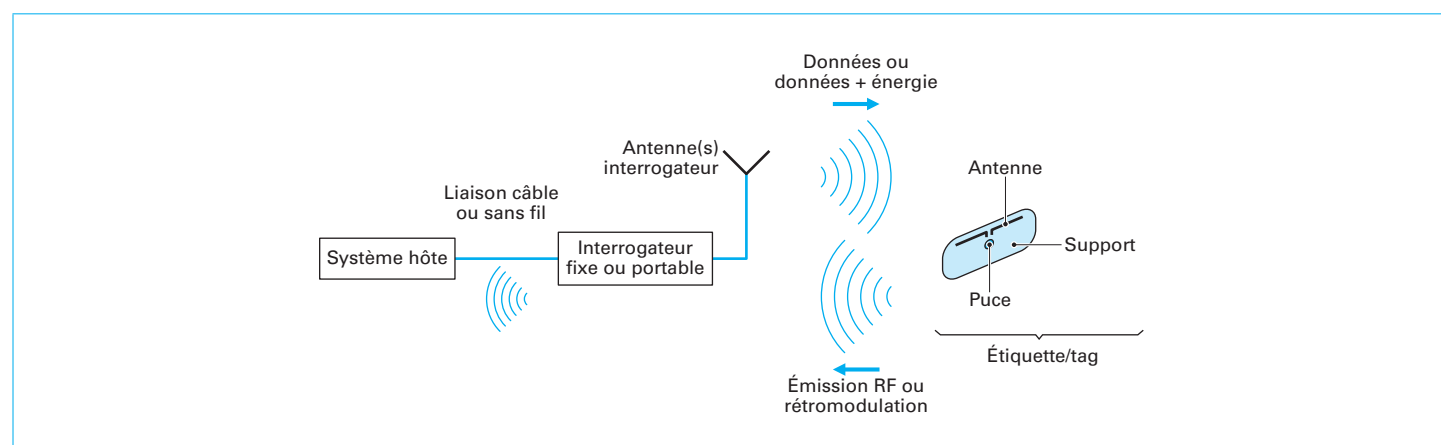 Données ou
données + énergie
Antenne(s)
interrogateur
Antenne
Liaison câble
ou sans fil
Système hôte
Interrogateur
fixe ou portable
Support
Puce
Étiquette/tag
Émission RF ou
rétromodulation